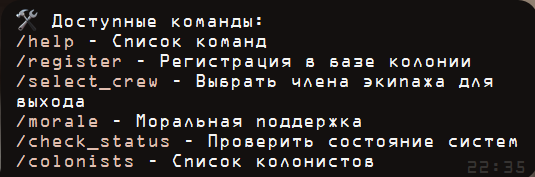 🛠 Доступные команды:
/help - Список команд
/register - Регистрация в базе колонии
/select_crew - Выбрать члена экипажа для
выхода
/morale - Моральная поддержка
/check_status - Проверить состояние систем
/colonists - Список колонистов
22:35